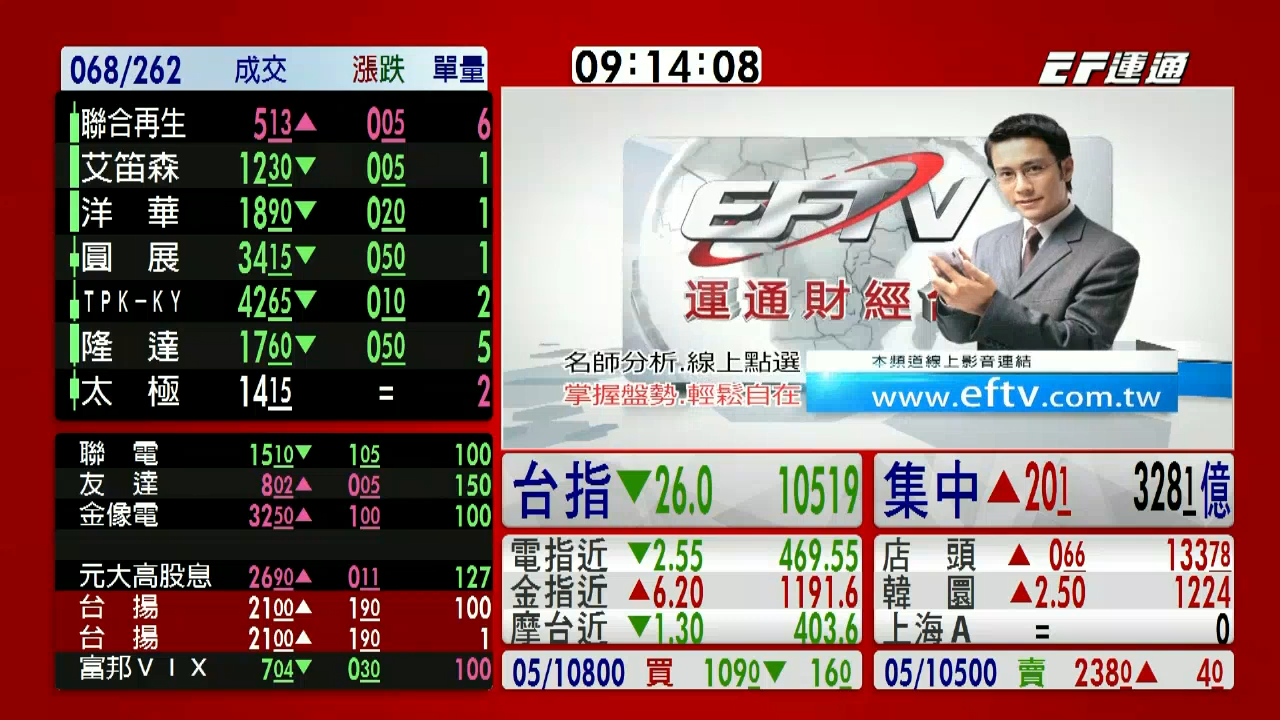 068/262 成交 漲跌 單量
09:14:08
EF運通
聯合再生 513▲ 005 6
艾笛森 1230▼ 005 1
洋華 1890▼ 020 1
圓展 3415▼ 050 1
TPK-KY 4265▼ 010 2
隆達 1760▼ 050 5
太極 1415 = 2
聯電 1510▼ 105 100
友達 802▲ 005 150
金像電 3250▲ 100 100
元大高股息 2690▲ 011 127
台揚 2100▲ 190 100
台揚 2100▲ 190 1
富邦VIX 704▼ 030 100
EFTV
運通財經
名師分析.線上點選
掌握盤勢.輕鬆自在
本頻道線上影音連結
www.eftv.com.tw
台指▼26.0 10519
集中▲201 3281億
電指近▼2.55 469.55
金指近▲6.20 1191.6
摩台近▼1.30 403.6
店頭▲066 13378
韓圜▲2.50 1224
上海A = 0
05/10800 買 1090▼ 160
05/10500 賣 2380▲ 40